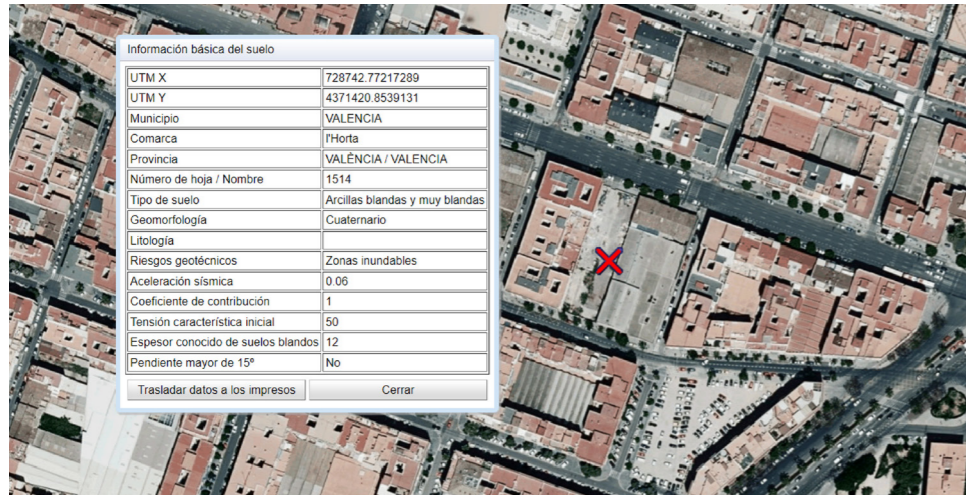 Información básica del suelo
UTM X 728742.77217289
UTM Y 4371420.8539131
Municipio VALENCIA
Comarca l'Horta
Provincia VALÈNCIA / VALENCIA
Número de hoja / Nombre 1514
Tipo de suelo Arcillas blandas y muy blandas
Geomorfología Cuaternario
Litología
Riesgos geotécnicos Zonas inundables
Aceleración sísmica 0.06
Coeficiente de contribución 1
Tensión característica inicial 50
Espesor conocido de suelos blandos 12
Pendiente mayor de 15º No
Trasladar datos a los impresos Cerrar